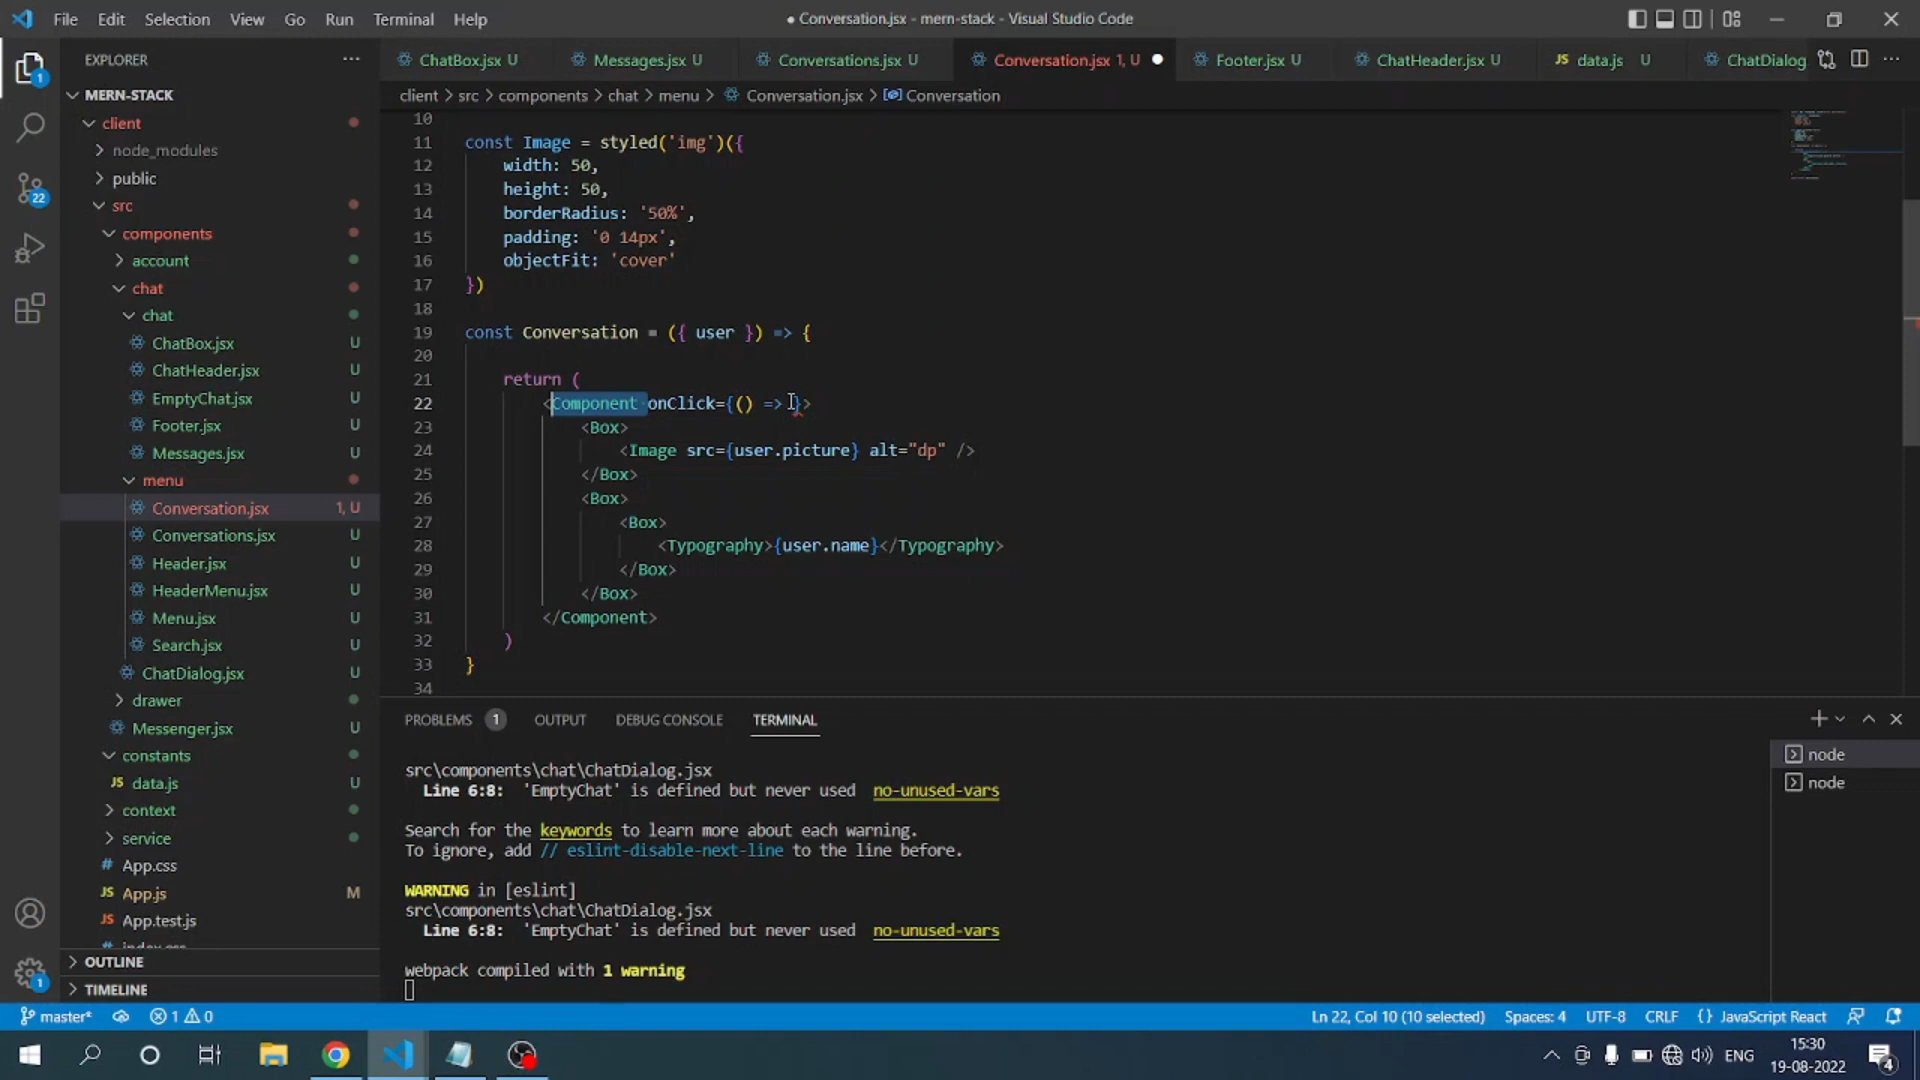 File Edit Selection View Go Run Terminal Help
● Conversation.jsx - mern-stack - Visual Studio Code
EXPLORER
ChatBox.jsx U
Messages.jsx U
Conversations.jsx U
Conversation.jsx 1, U
Footer.jsx U
ChatHeader.jsx U
data.js U
ChatDialog
client > src > components > chat > menu > Conversation.jsx > Conversation
MERN-STACK
client
node_modules
public
src
components
account
chat
chat
ChatBox.jsx U
ChatHeader.jsx U
EmptyChat.jsx U
Footer.jsx U
Messages.jsx U
menu
Conversation.jsx 1, U
Conversations.jsx U
Header.jsx U
HeaderMenu.jsx U
Menu.jsx U
Search.jsx U
ChatDialog.jsx U
drawer
Messenger.jsx U
constants
data.js U
context
service
App.css
App.js M
App.test.js
index.css
OUTLINE
TIMELINE
10
11 const Image = styled('img')({
12 width: 50,
13 height: 50,
14 borderRadius: '50%',
15 padding: '0 14px',
16 objectFit: 'cover'
17 })
18
19 const Conversation = ({ user }) => {
20
21 return (
22 <Component onClick={() => }>
23 <Box>
24 <Image src={user.picture} alt="dp" />
25 </Box>
26 <Box>
27 <Box>
28 <Typography>{user.name}</Typography>
29 </Box>
30 </Box>
31 </Component>
32 )
33 }
34
PROBLEMS 1 OUTPUT DEBUG CONSOLE TERMINAL
src\components\chat\ChatDialog.jsx
Line 6:8: 'EmptyChat' is defined but never used no-unused-vars
Search for the keywords to learn more about each warning.
To ignore, add // eslint-disable-next-line to the line before.
WARNING in [eslint]
src\components\chat\ChatDialog.jsx
Line 6:8: 'EmptyChat' is defined but never used no-unused-vars
webpack compiled with 1 warning
node
node
1
22
1
master* 1 0
Ln 22, Col 10 (10 selected) Spaces: 4 UTF-8 CRLF {} JavaScript React
ENG
15:30
19-08-2022
4